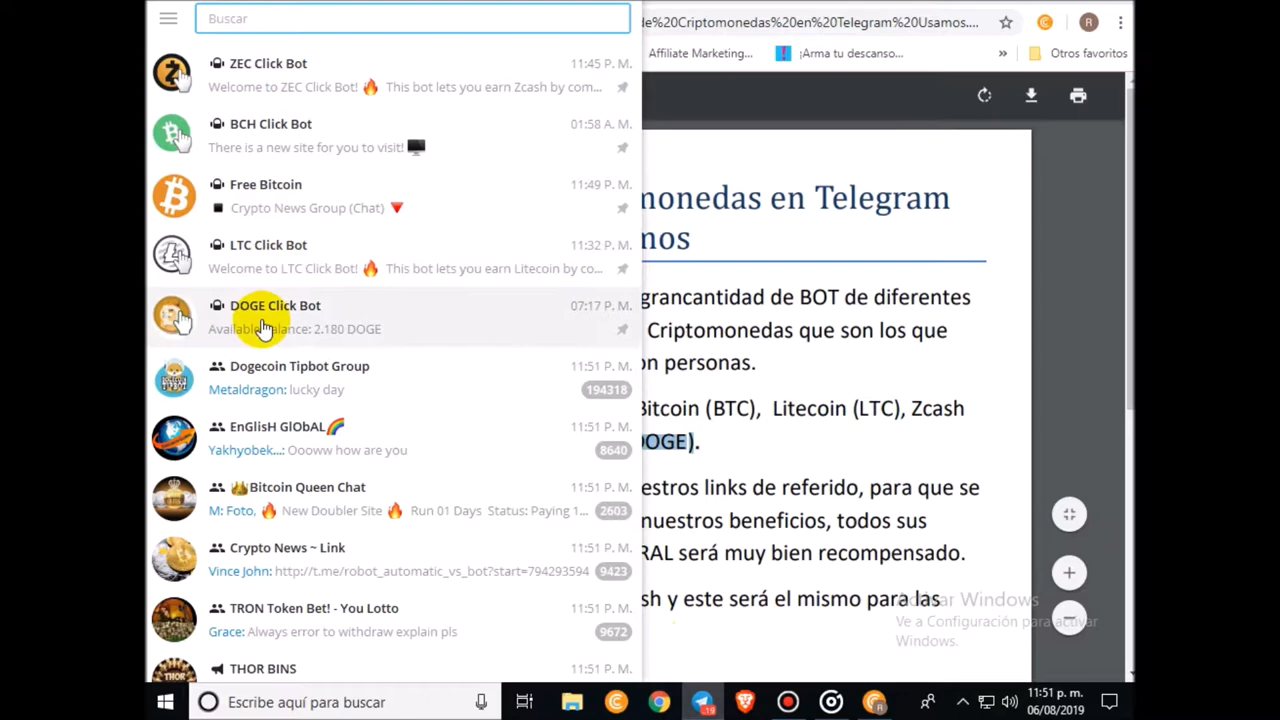 Buscar
ZEC Click Bot 11:45 P. M.
Welcome to ZEC Click Bot! 🔥 This bot lets you earn Zcash by com...
BCH Click Bot 01:58 A. M.
There is a new site for you to visit! 🖥
Free Bitcoin 11:49 P. M.
Crypto News Group (Chat) 🔻
LTC Click Bot 11:32 P. M.
Welcome to LTC Click Bot! 🔥 This bot lets you earn Litecoin by co...
DOGE Click Bot 07:17 P. M.
Available balance: 2.180 DOGE
Dogecoin Tipbot Group 11:51 P. M.
Metaldragon: lucky day 194318
EnGlisH GlObAL🌈 11:51 P. M.
Yakhyobek...: Oooww how are you 8640
👑Bitcoin Queen Chat 11:51 P. M.
M: Foto, 🔥 New Doubler Site 🔥 Run 01 Days Status: Paying 1... 2603
Crypto News ~ Link 11:51 P. M.
Vince John: http://t.me/robot_automatic_vs_bot?start=794293594 9423
TRON Token Bet! - You Lotto 11:51 P. M.
Grace: Always error to withdraw explain pls 9672
THOR BINS 11:51 P. M.
de%20Criptomonedas%20en%20Telegram%20Usamos....
R
Affiliate Marketing...
¡Arma tu descanso...
» Otros favoritos
monedas en Telegram
mos
grancantidad de BOT de diferentes
Criptomonedas que son los que
on personas.
Bitcoin (BTC), Litecoin (LTC), Zcash
DOGE).
estros links de referido, para que se
nuestros beneficios, todos sus
RAL será muy bien recompensado.
sh y este será el mismo para las
Activar Windows
Ve a Configuración para activar
Windows.
Escribe aquí para buscar
19
R
11:51 p. m.
06/08/2019